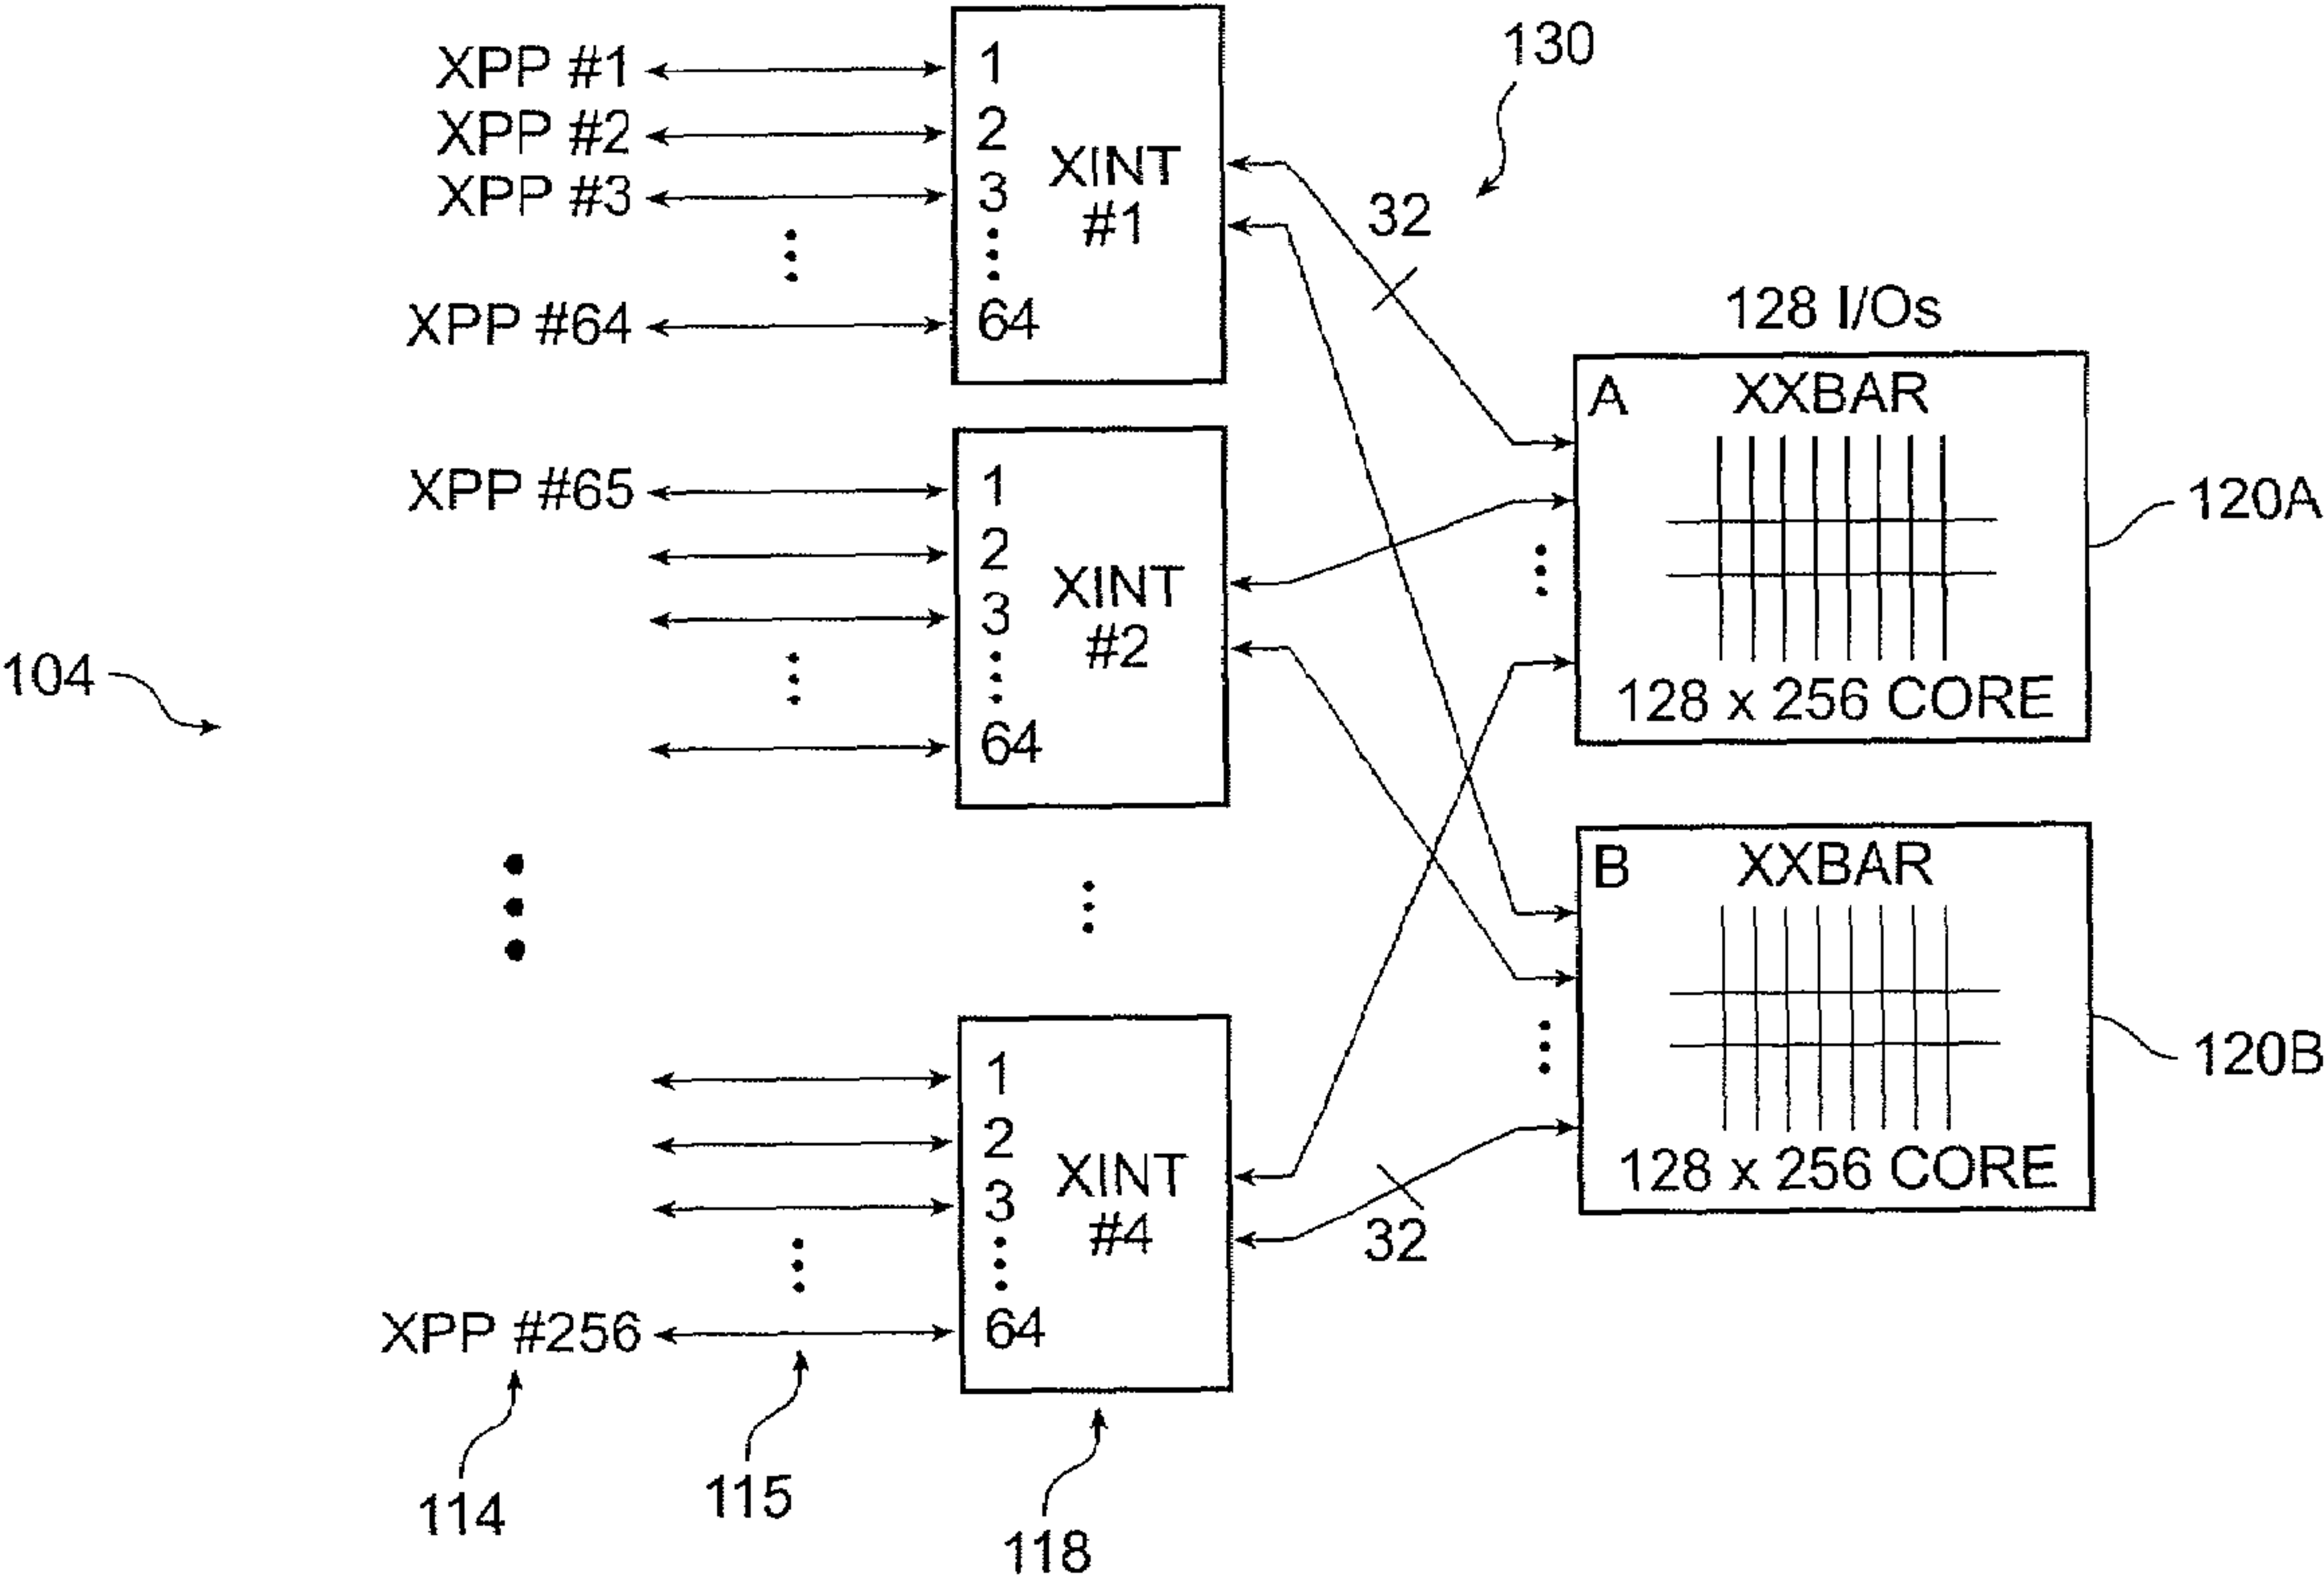 XPP #1
XPP #2
XPP #3
XPP #64
1
2
3
64
XINT
#1
130
32
128 I/Os
A
XXBAR
128 x 256 CORE
120A
XPP #65
1
2
3
64
XINT
#2
104
B
XXBAR
128 x 256 CORE
120B
1
2
3
64
XINT
#4
32
XPP #256
114
115
118